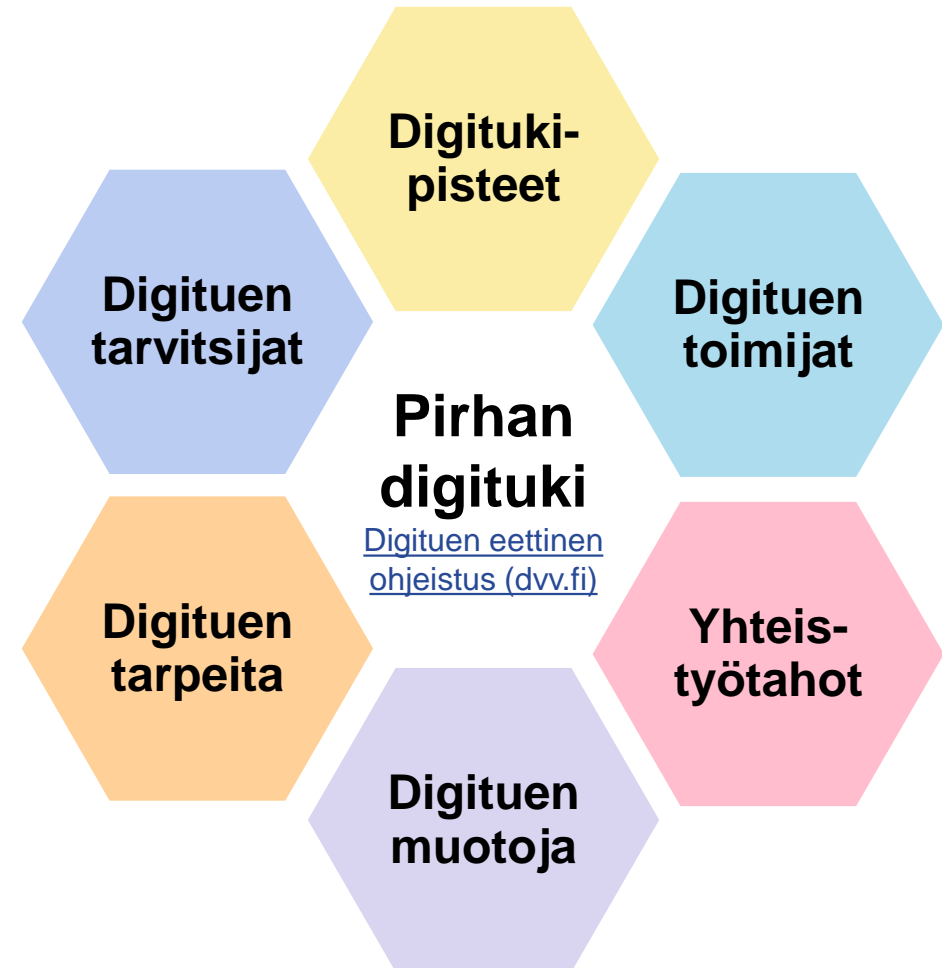 Digituki-
pisteet
Digituen
tarvitsijat
Digituen
toimijat
Pirhan
digituki
Digituen eettinen
ohjeistus (dvv.fi)
Digituen
tarpeita
Yhteis-
työtahot
Digituen
muotoja